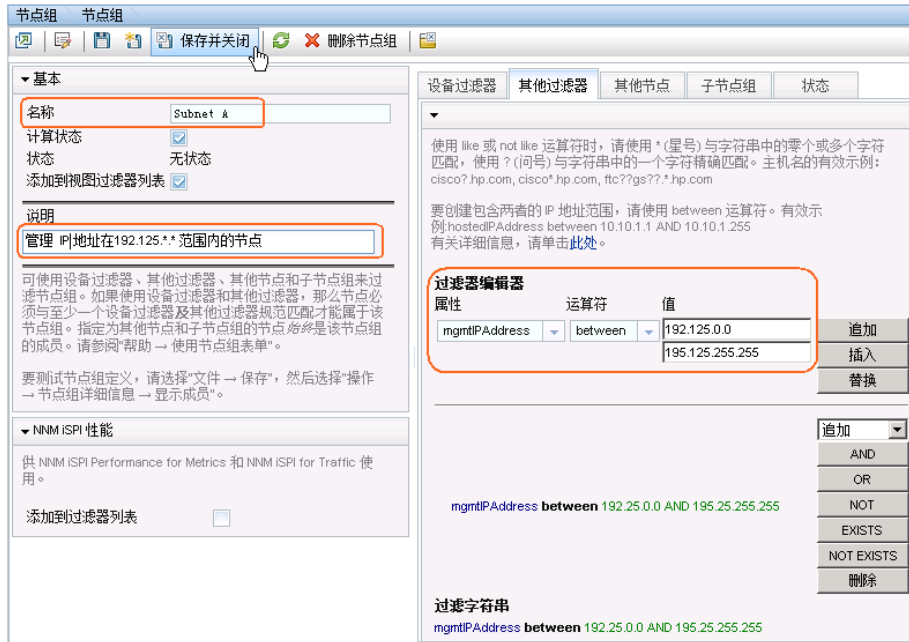 节点组 节点组
保存并关闭 删除节点组
基本
名称 Subnet A
计算状态
状态 无状态
添加到视图过滤器列表
说明
管理 IP地址在192.125.*.* 范围内的节点
可使用设备过滤器、其他过滤器、其他节点和子节点组来过
滤节点组。如果使用设备过滤器和其他过滤器，那么节点必
须与至少一个设备过滤器及其他过滤器规范匹配才能属于该
节点组。指定为其他节点和子节点组的节点始终是该节点组
的成员。请参阅"帮助 → 使用节点组表单"。
要测试节点组定义，请选择"文件 → 保存"，然后选择"操作
→ 节点组详细信息 → 显示成员"。
NNM iSPI 性能
供 NNM iSPI Performance for Metrics 和 NNM iSPI for Traffic 使
用。
添加到过滤器列表
设备过滤器 其他过滤器 其他节点 子节点组 状态
使用 like 或 not like 运算符时，请使用 * (星号) 与字符串中的零个或多个字符
匹配，使用 ? (问号) 与字符串中的一个字符精确匹配。主机名的有效示例：
cisco?.hp.com, cisco*.hp.com, ftc??gs??.*.hp.com
要创建包含两者的 IP 地址范围，请使用 between 运算符。有效示
例:hostedIPAddress between 10.10.1.1 AND 10.10.1.255
有关详细信息，请单击此处。
过滤器编辑器
属性 运算符 值
mgmtIPAddress between 192.125.0.0
195.125.255.255
追加
插入
替换
追加
AND
OR
NOT
EXISTS
NOT EXISTS
删除
mgmtIPAddress between 192.25.0.0 AND 195.25.255.255
过滤字符串
mgmtIPAddress between 192.25.0.0 AND 195.25.255.255